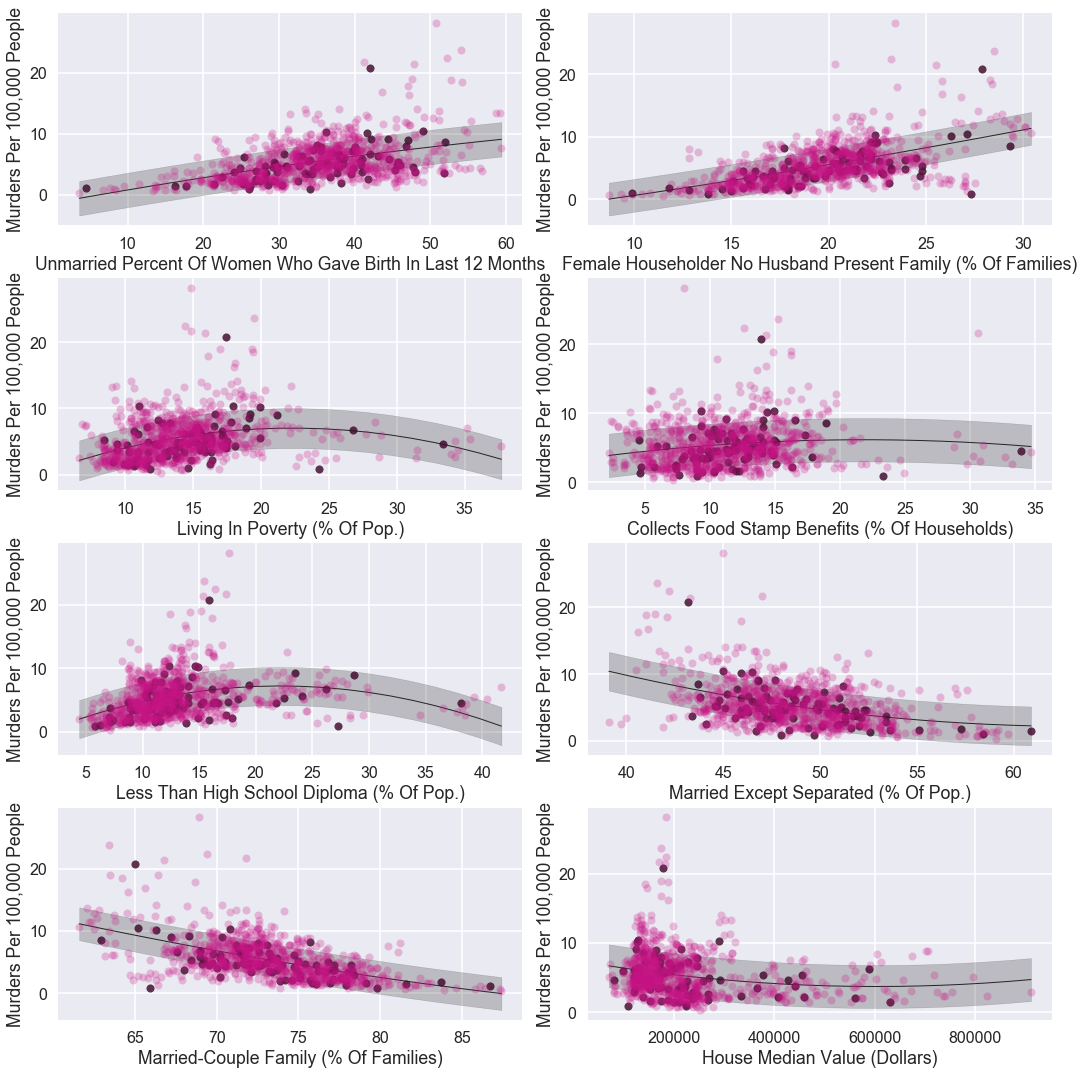 Murders Per 100,000 People
20
10
0
10 20 30 40 50 60
Unmarried Percent Of Women Who Gave Birth In Last 12 Months
Murders Per 100,000 People
20
10
0
10 15 20 25 30
Female Householder No Husband Present Family (% Of Families)
Murders Per 100,000 People
20
10
0
10 15 20 25 30 35
Living In Poverty (% Of Pop.)
Murders Per 100,000 People
20
10
0
5 10 15 20 25 30 35
Collects Food Stamp Benefits (% Of Households)
Murders Per 100,000 People
20
10
0
5 10 15 20 25 30 35 40
Less Than High School Diploma (% Of Pop.)
Murders Per 100,000 People
20
10
0
40 45 50 55 60
Married Except Separated (% Of Pop.)
Murders Per 100,000 People
20
10
0
65 70 75 80 85
Married-Couple Family (% Of Families)
Murders Per 100,000 People
20
10
0
200000 400000 600000 800000
House Median Value (Dollars)